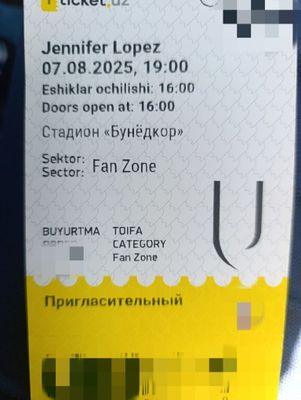 iticket.uz
Jennifer Lopez
07.08.2025, 19:00
Eshiklar ochilishi: 16:00
Doors open at: 16:00
Стадион «Бунёдкор»
Sektor:
Sector: Fan Zone
BUYURTMA TOIFA
CATEGORY
Fan Zone
Пригласительный